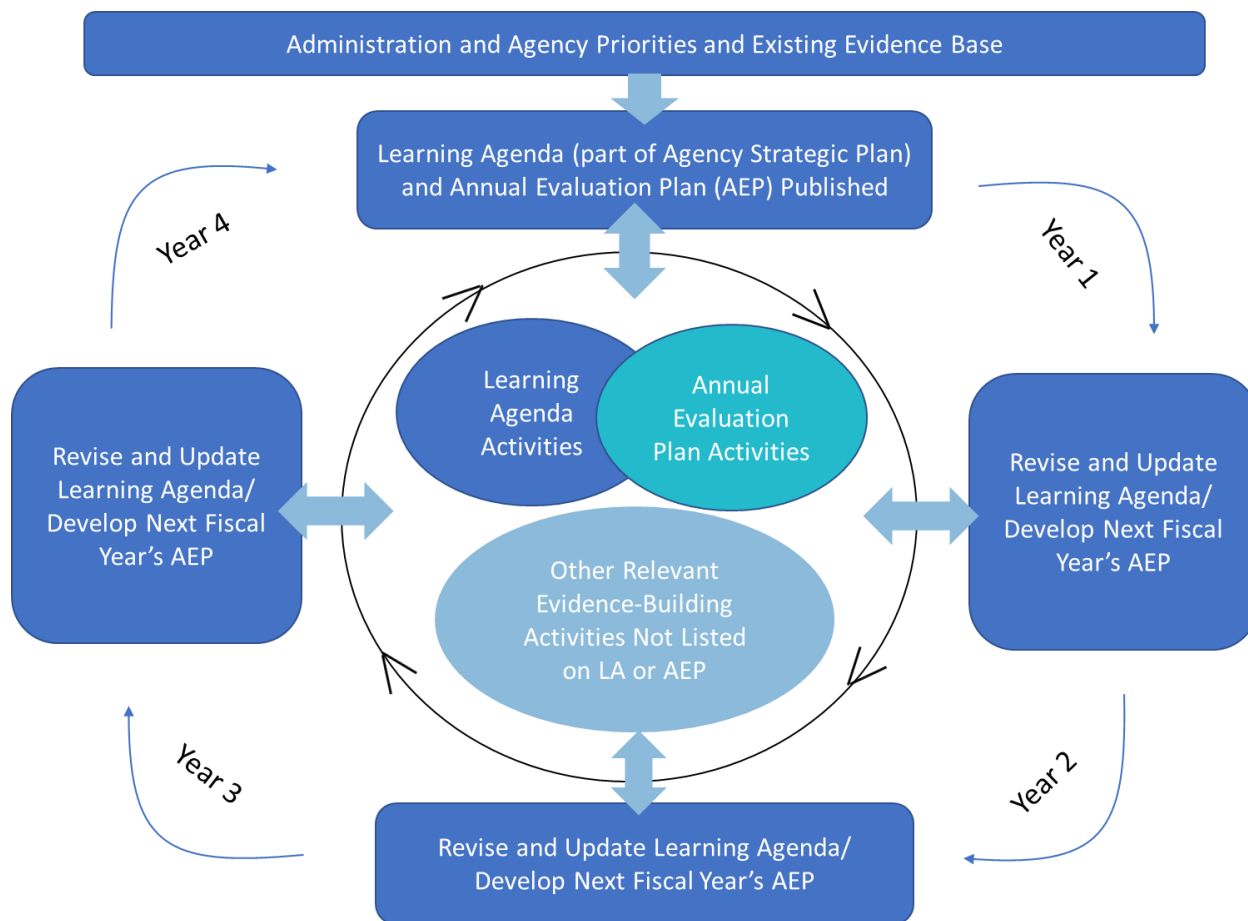 Administration and Agency Priorities and Existing Evidence Base
Learning Agenda (part of Agency Strategic Plan)
and Annual Evaluation Plan (AEP) Published
Year 4
Year 1
Learning
Agenda
Activities
Annual
Evaluation
Plan Activities
Revise and Update
Learning Agenda/
Develop Next Fiscal
Year’s AEP
Revise and Update
Learning Agenda/
Develop Next Fiscal
Year’s AEP
Other Relevant
Evidence-Building
Activities Not Listed
on LA or AEP
Year 3
Year 2
Revise and Update Learning Agenda/
Develop Next Fiscal Year’s AEP